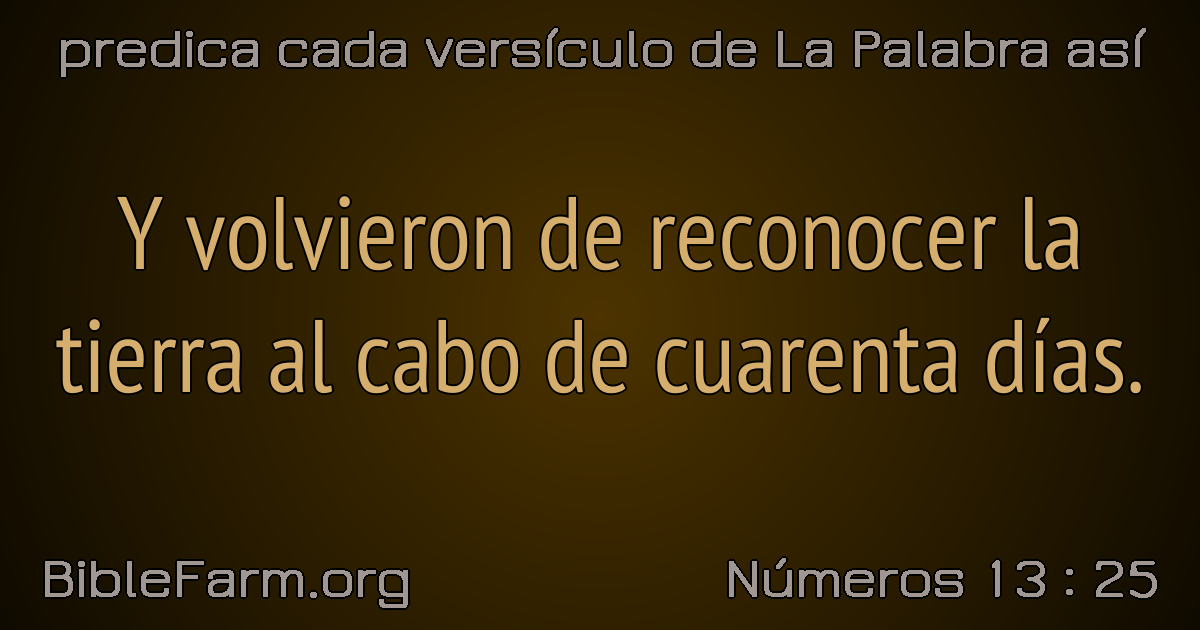 predica cada versículo de La Palabra así
Y volvieron de reconocer la
tierra al cabo de cuarenta días.
BibleFarm.org
Números 13 : 25